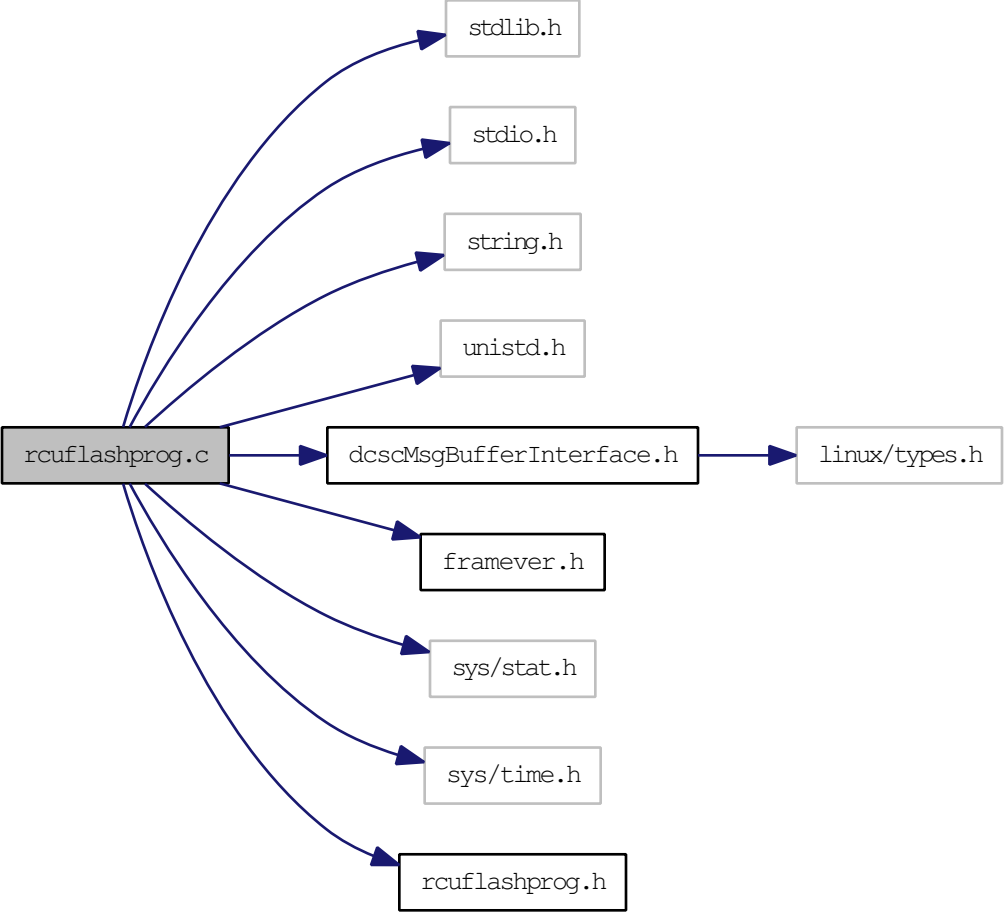 stdlib.h
stdio.h
string.h
unistd.h
rcuflashprog.c
dcscMsgBufferInterface.h
linux/types.h
framever.h
sys/stat.h
sys/time.h
rcuflashprog.h